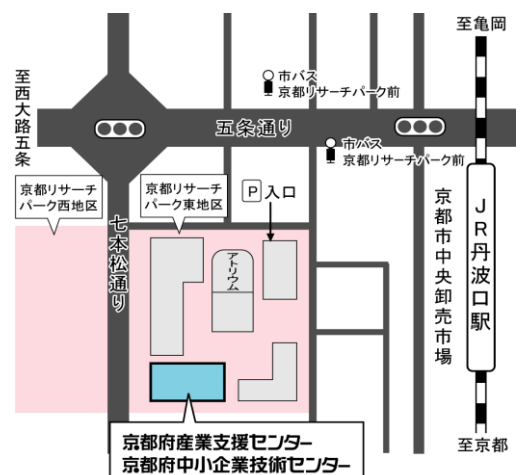 至亀岡
市バス
京都リサーチパーク前
至西大路五条
五条通り
市バス
京都リサーチパーク前
京都リサーチ
パーク西地区
京都リサーチ
パーク東地区
P 入口
七本松通り
アトリウム
京都市中央卸売市場
JR丹波口駅
京都府産業支援センター
京都府中小企業技術センター
至京都